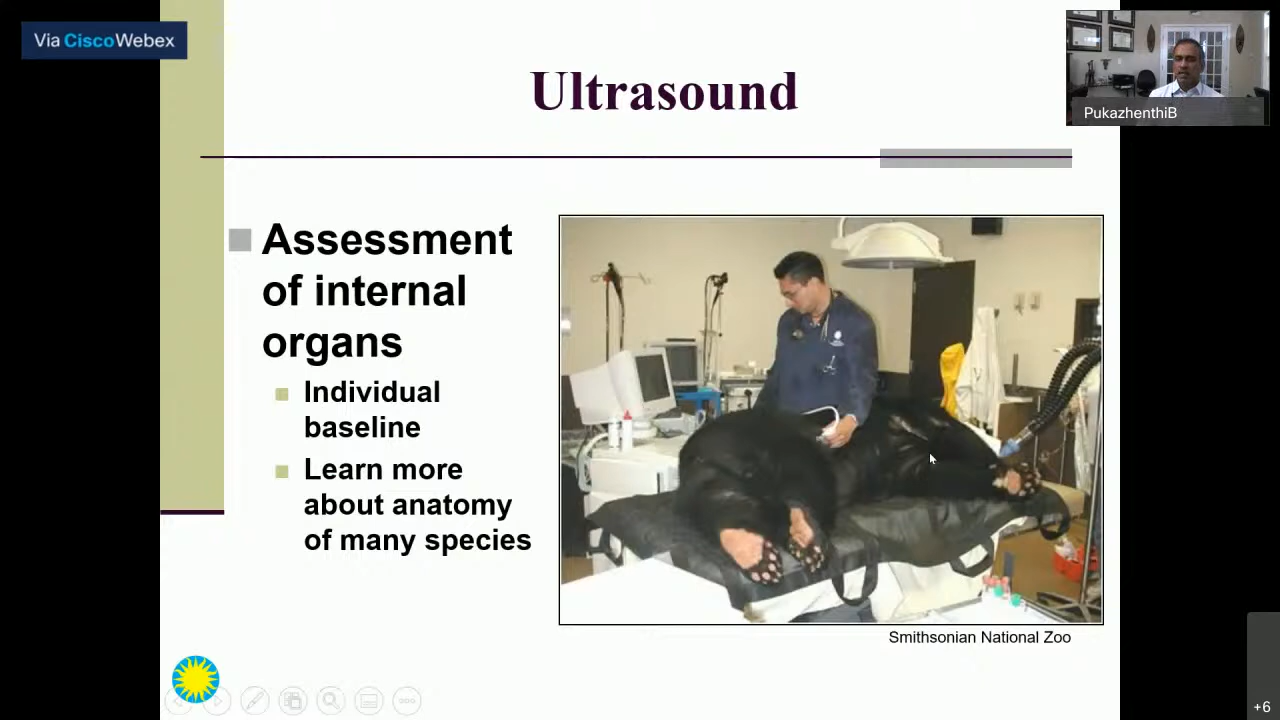 Via CiscoWebex
Ultrasound
PukazhenthiB
Assessment
of internal
organs
Individual
baseline
Learn more
about anatomy
of many species
Smithsonian National Zoo
+6